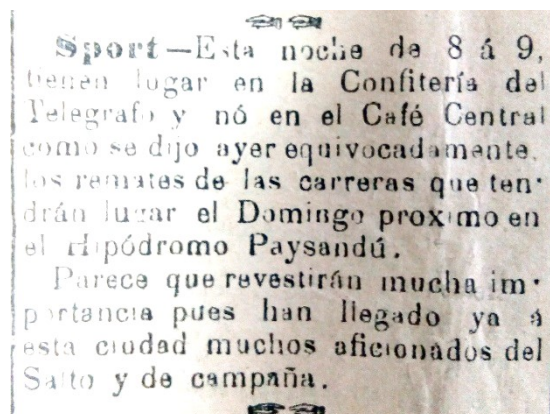 Sport—Esta noche de 8 á 9,
tienen lugar en la Confitería del
Telegrafo y nó en el Café Central
como se dijo ayer equivocadamente,
los remates de las carreras que ten-
drán lugar el Domingo proximo en
el Hipódromo Paysandú.
Parece que revestirán mucha im-
portancia pues han llegado ya á
esta ciudad muchos aficionados del
Salto y de campaña.